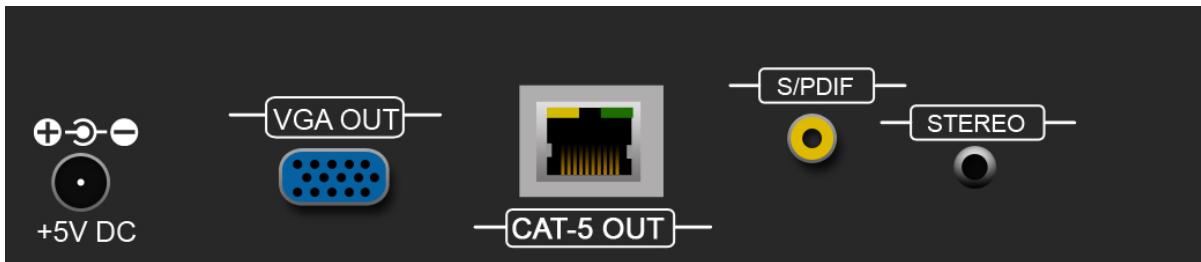 +5V DC
VGA OUT
CAT-5 OUT
S/PDIF
STEREO